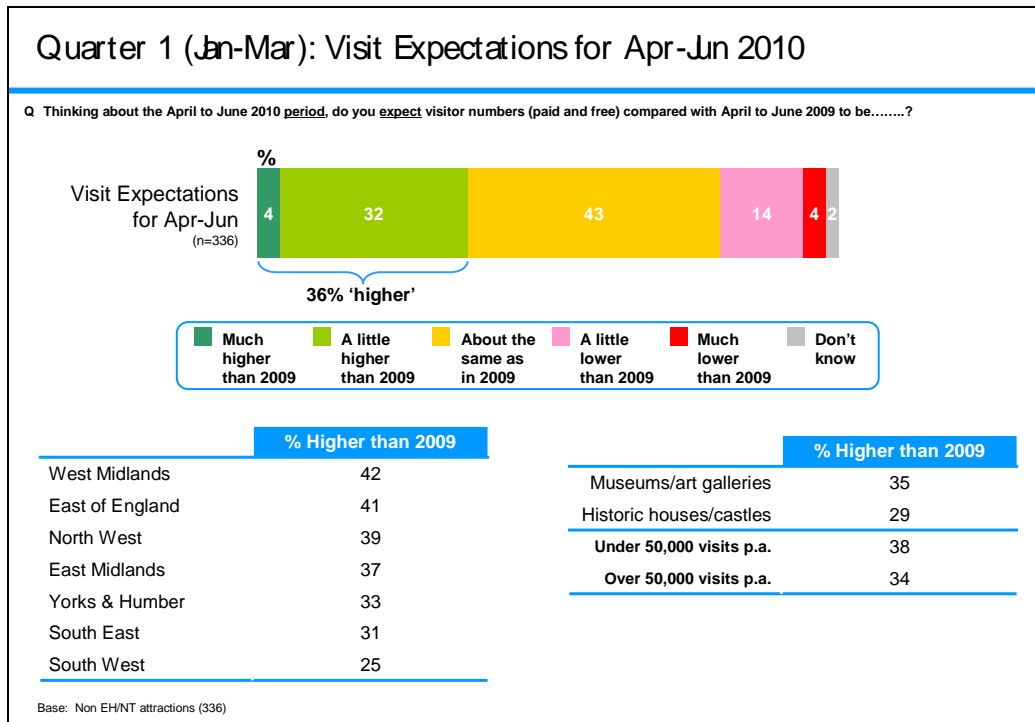 Quarter 1 (Jan-Mar): Visit Expectations for Apr-Jun 2010
Q Thinking about the April to June 2010 period, do you expect visitor numbers (paid and free) compared with April to June 2009 to be……..?
%
Visit Expectations
for Apr-Jun
(n=336)
4 32 43 14 4 2
36% ‘higher’
Much
higher
than 2009
A little
higher
than 2009
About the
same as
in 2009
A little
lower
than 2009
Much
lower
than 2009
Don’t
know
% Higher than 2009
West Midlands 42
East of England 41
North West 39
East Midlands 37
Yorks & Humber 33
South East 31
South West 25
% Higher than 2009
Museums/art galleries 35
Historic houses/castles 29
Under 50,000 visits p.a. 38
Over 50,000 visits p.a. 34
Base: Non EH/NT attractions (336)